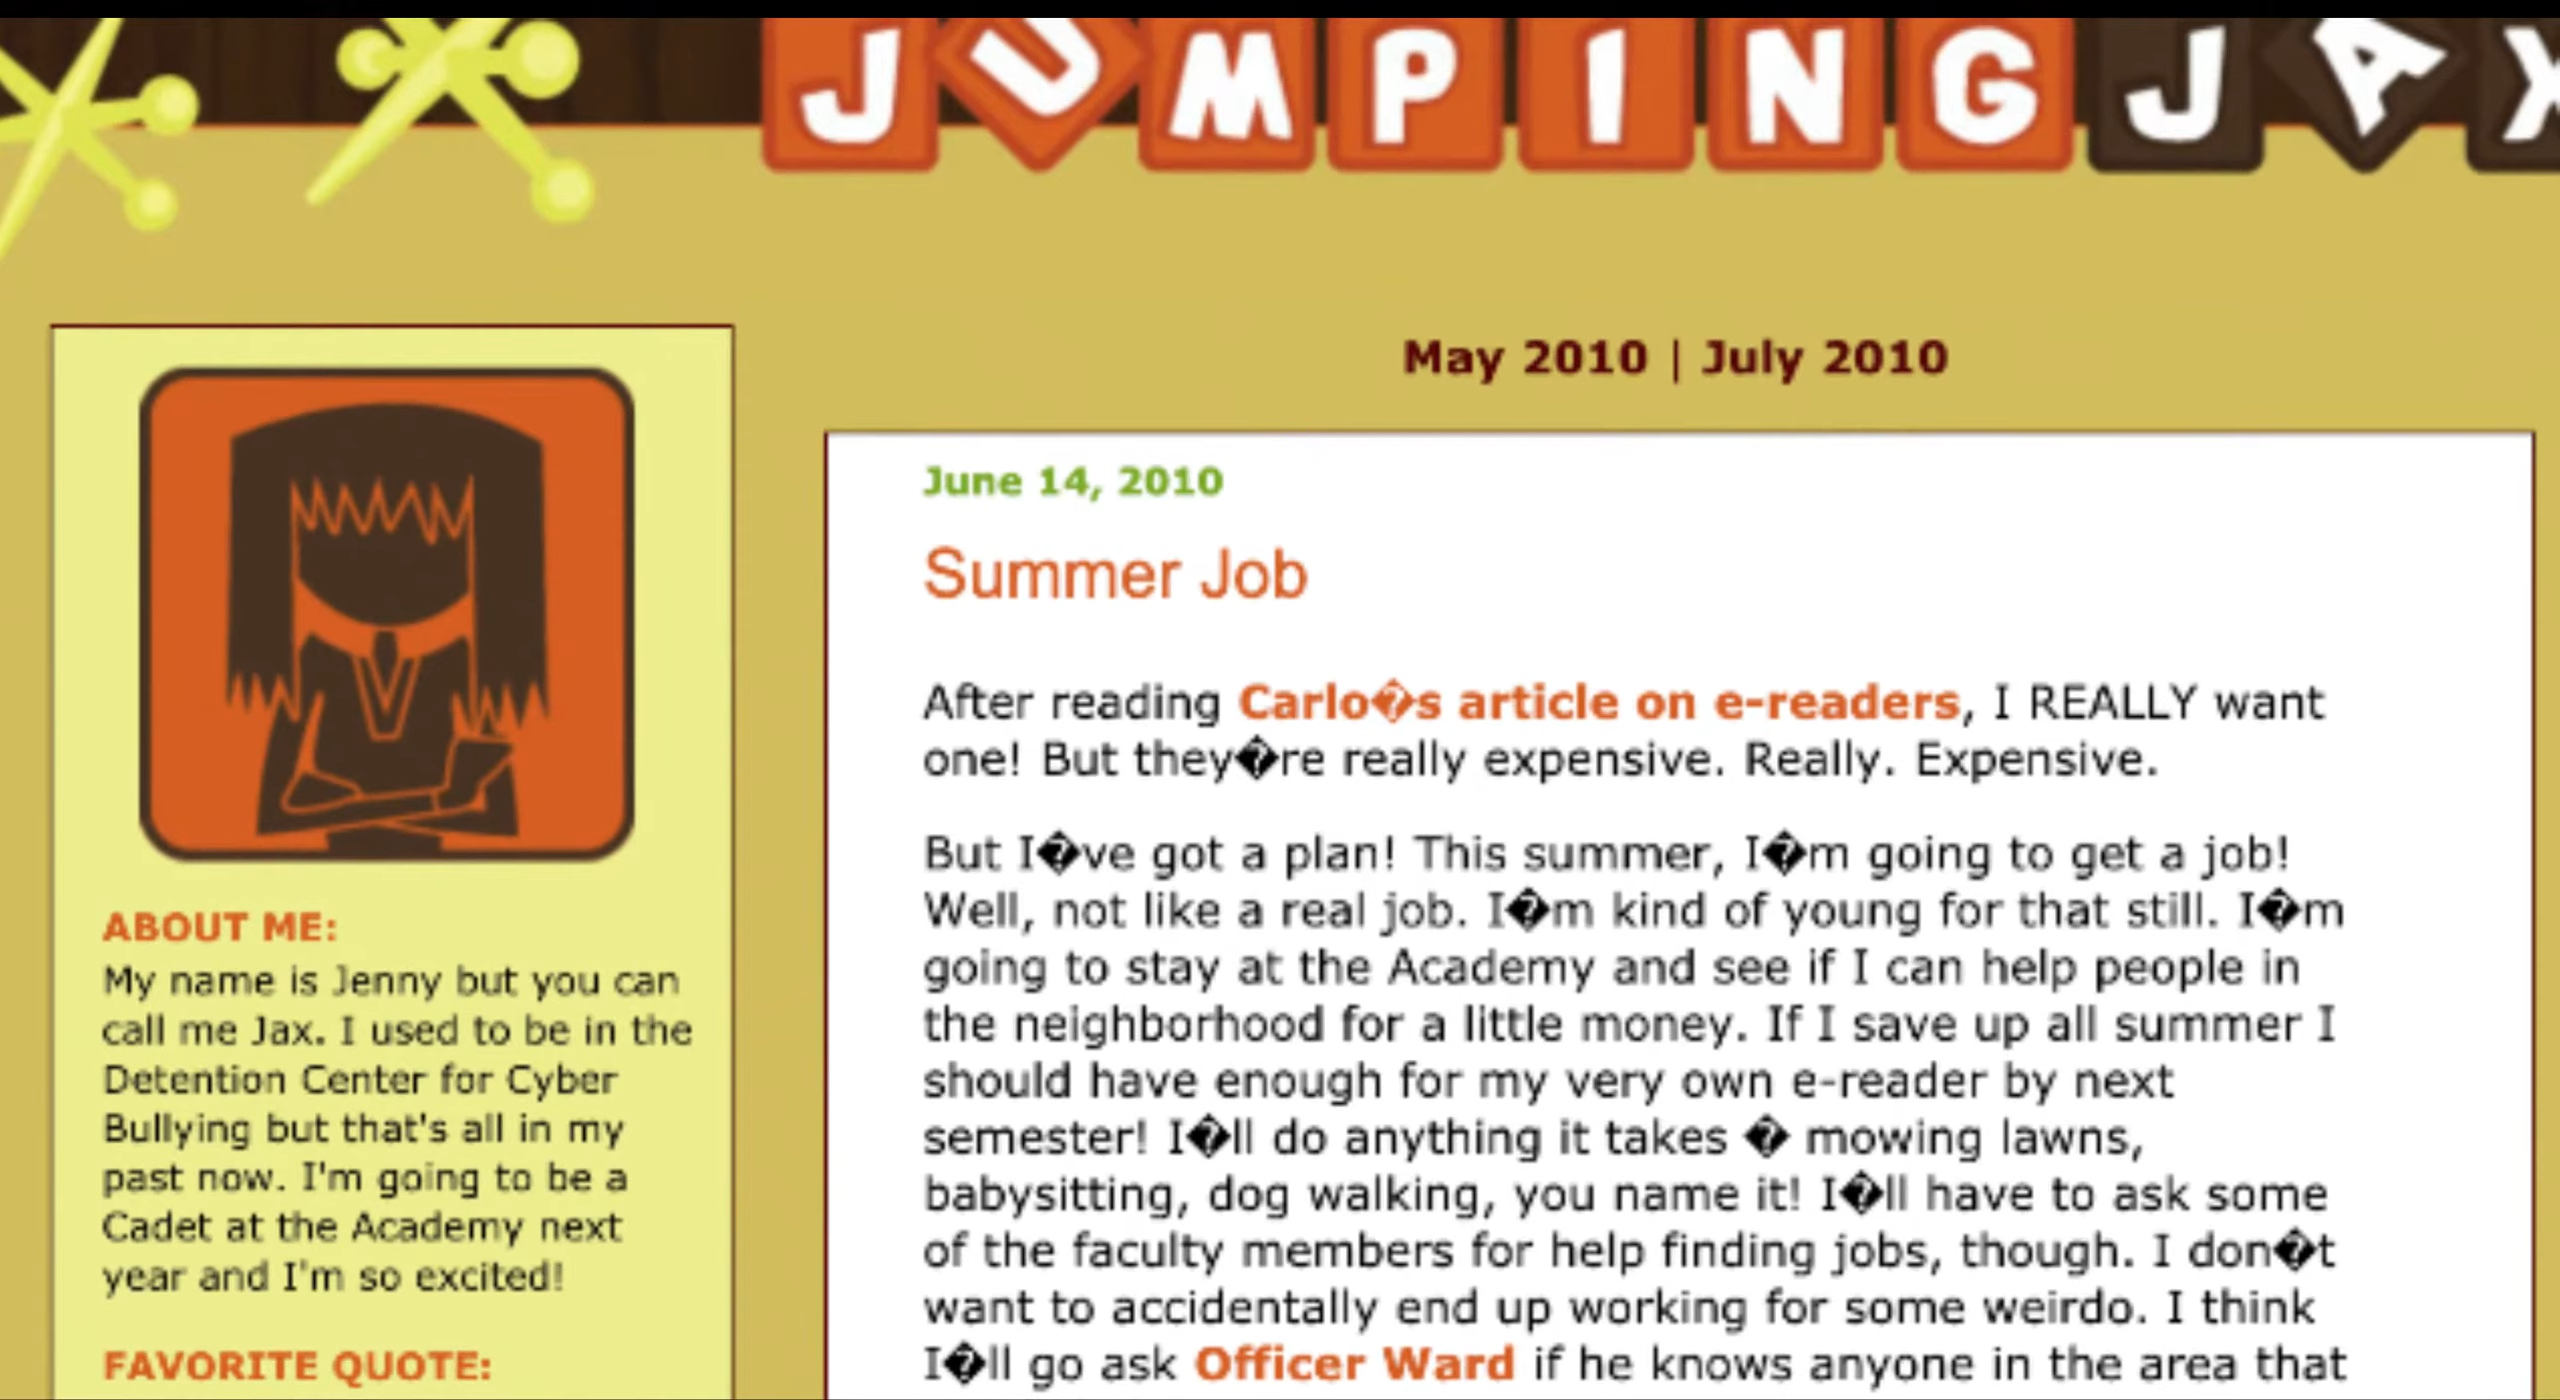 JUMPING JAX
ABOUT ME:
My name is Jenny but you can
call me Jax. I used to be in the
Detention Center for Cyber
Bullying but that's all in my
past now. I'm going to be a
Cadet at the Academy next
year and I'm so excited!
FAVORITE QUOTE:
May 2010 | July 2010
June 14, 2010
Summer Job
After reading Carlo�s article on e-readers, I REALLY want
one! But they�re really expensive. Really. Expensive.
But I�ve got a plan! This summer, I�m going to get a job!
Well, not like a real job. I�m kind of young for that still. I�m
going to stay at the Academy and see if I can help people in
the neighborhood for a little money. If I save up all summer I
should have enough for my very own e-reader by next
semester! I�ll do anything it takes � mowing lawns,
babysitting, dog walking, you name it! I�ll have to ask some
of the faculty members for help finding jobs, though. I don�t
want to accidentally end up working for some weirdo. I think
I�ll go ask Officer Ward if he knows anyone in the area that